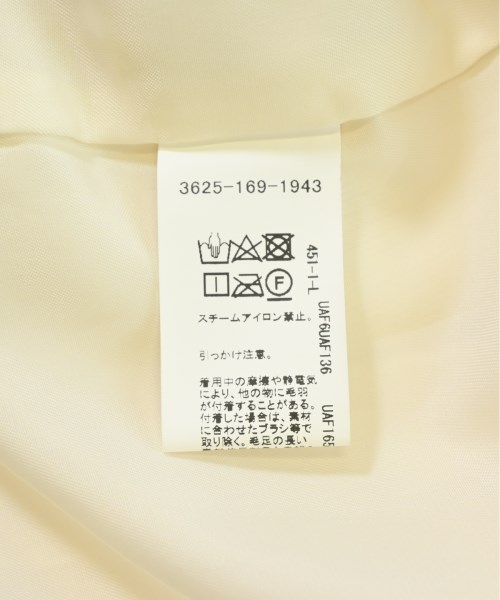 3625-169-1943
F
スチームアイロン禁止。
引っかけ注意。
着用中の摩擦や静電気
により、他の物に毛羽
が付着することがある。
付着した場合は、素材
に合わせたブラシ等で
取り除く。毛足の長い
451-1-L
UAF6UAF136
UAF165